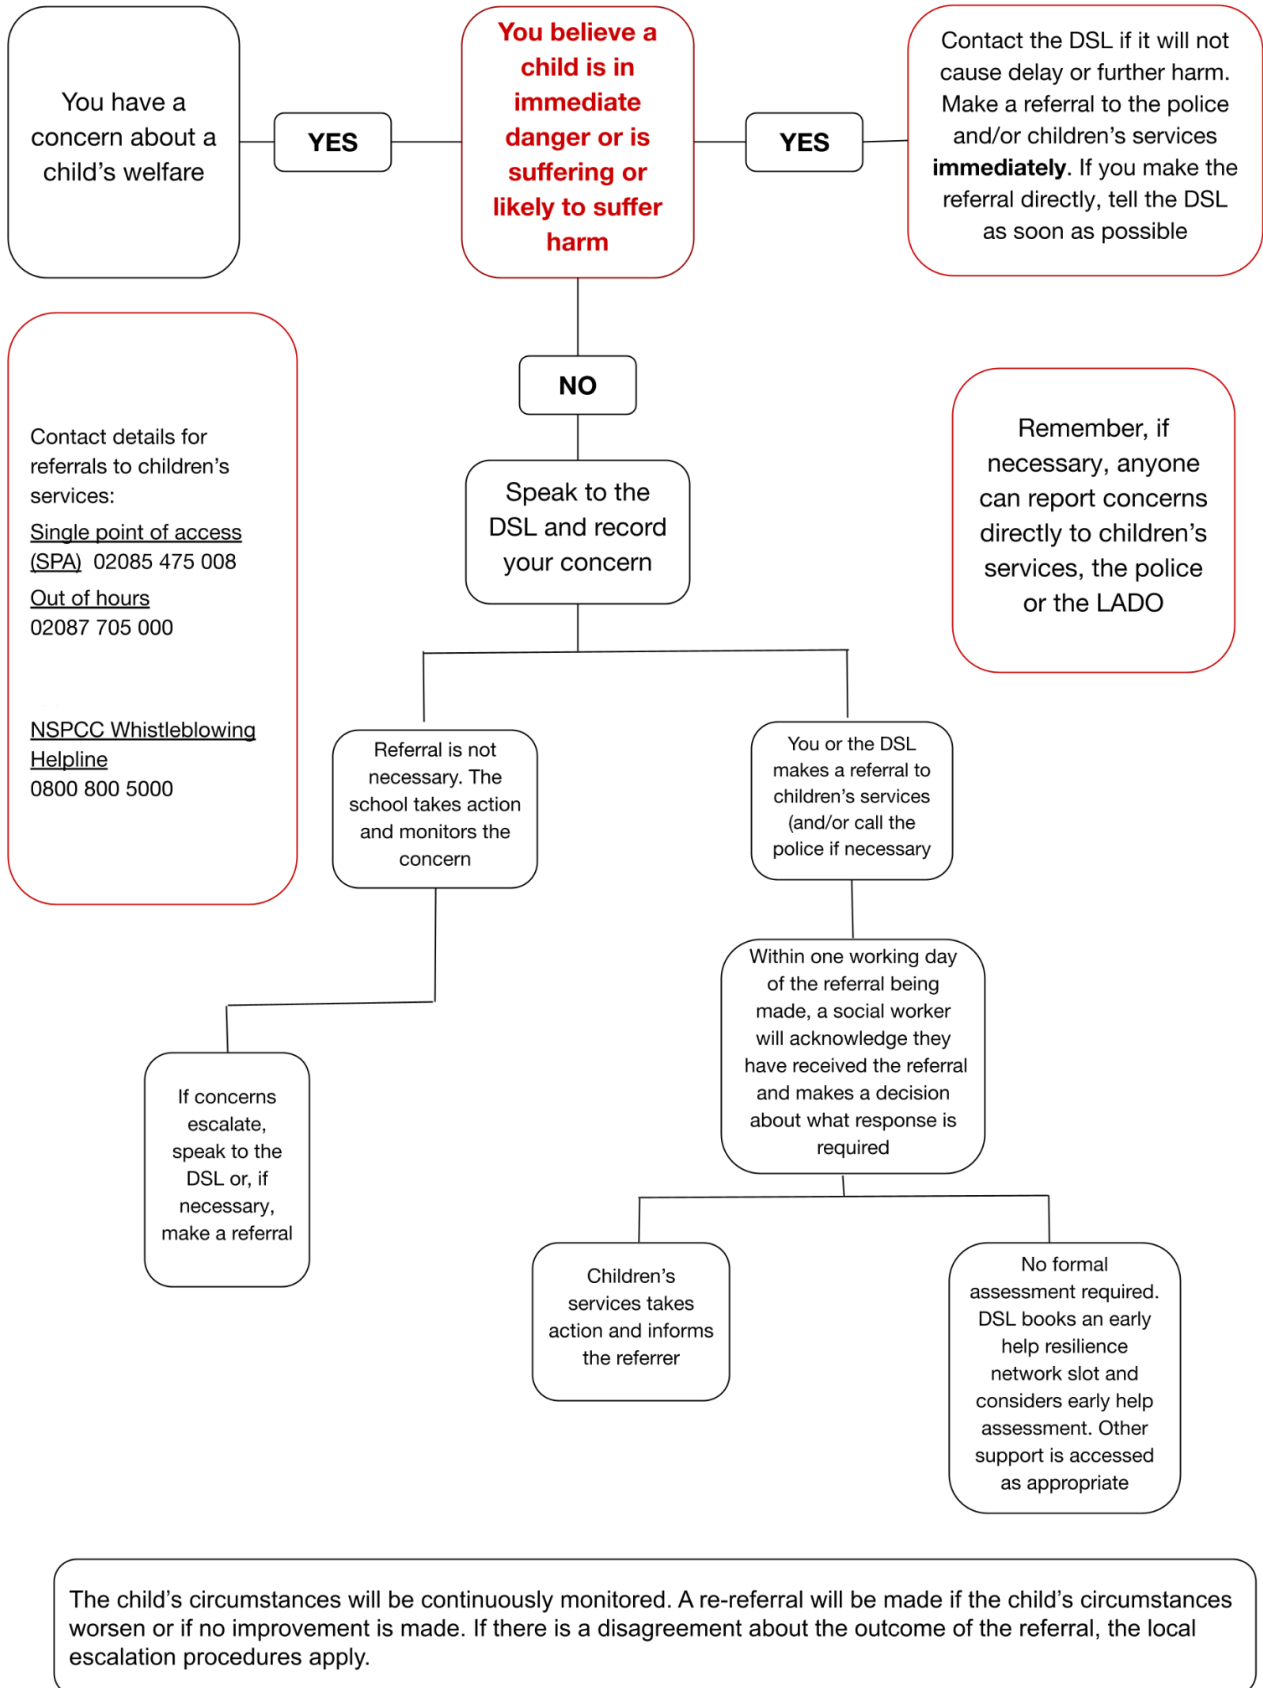 You have a
concern about a
child's welfare
YES
You believe a
child is in
immediate
danger or is
suffering or
likely to suffer
harm
YES
Contact the DSL if it will not
cause delay or further harm.
Make a referral to the police
and/or children's services
immediately. If you make the
referral directly, tell the DSL
as soon as possible
Contact details for
referrals to children's
services:
Single point of access
(SPA) 02085 475 008
Out of hours
02087 705 000
NSPCC Whistleblowing
Helpline
0800 800 5000
NO
Speak to the
DSL and record
your concern
Remember, if
necessary, anyone
can report concerns
directly to children's
services, the police
or the LADO
Referral is not
necessary. The
school takes action
and monitors the
concern
You or the DSL
makes a referral to
children's services
(and/or call the
police if necessary
Within one working day
of the referral being
made, a social worker
will acknowledge they
have received the referral
and makes a decision
about what response is
required
If concerns
escalate,
speak to the
DSL or, if
necessary,
make a referral
Children's
services takes
action and informs
the referrer
No formal
assessment required.
DSL books an early
help resilience
network slot and
considers early help
assessment. Other
support is accessed
as appropriate
The child's circumstances will be continuously monitored. A re-referral will be made if the child's circumstances
worsen or if no improvement is made. If there is a disagreement about the outcome of the referral, the local
escalation procedures apply.